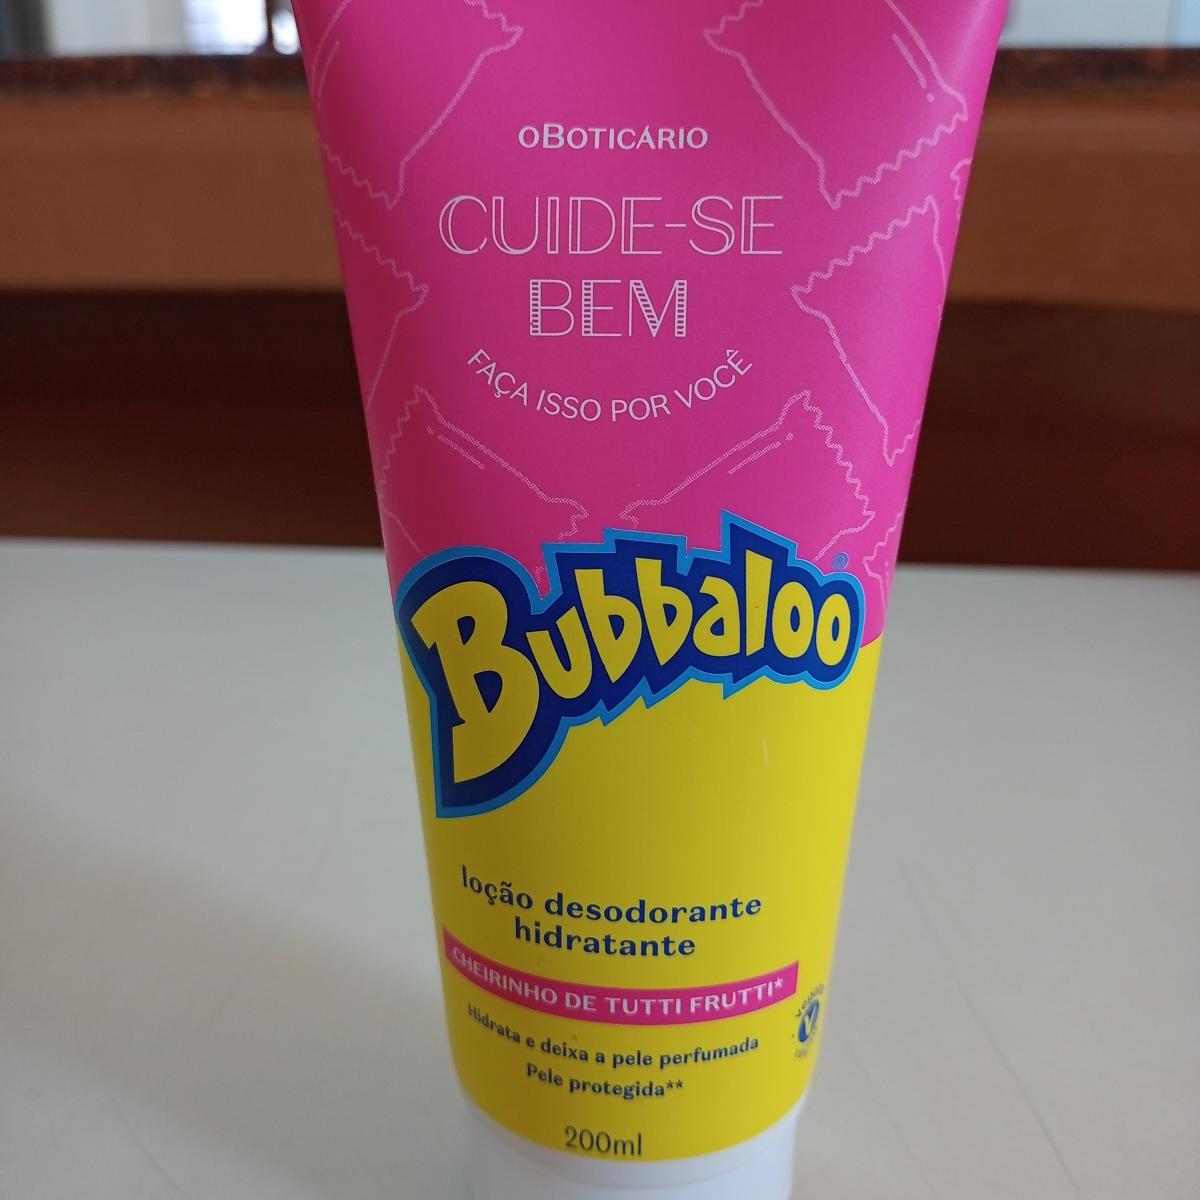 oBOTICÁRIO
CUIDE-SE
BEM
FAÇA ISSO POR VOCÊ
Bubbaloo®
loção desodorante
hidratante
CHEIRINHO DE TUTTI FRUTTI*
Hidrata e deixa a pele perfumada
Pele protegida**
200ml